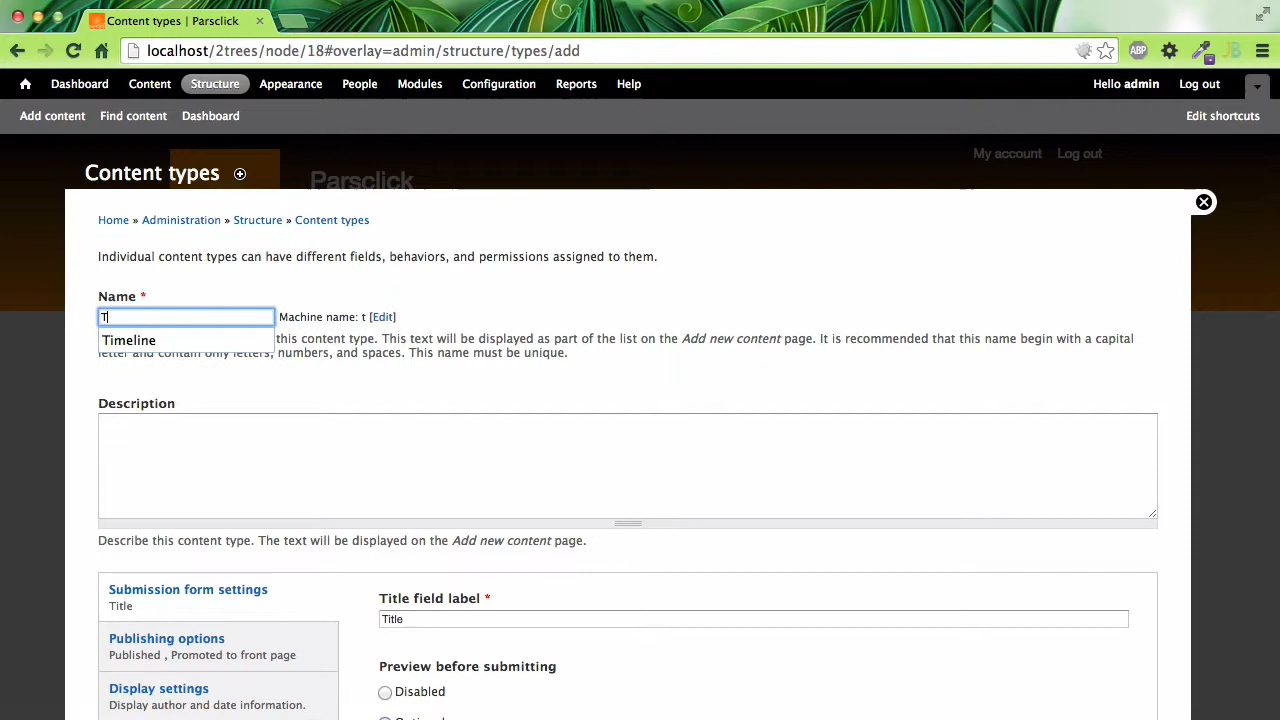 Content types | Parsclick
localhost/2trees/node/18#overlay=admin/structure/types/add
ABP
JB
Dashboard Content Structure Appearance People Modules Configuration Reports Help Hello admin Log out
Add content Find content Dashboard Edit shortcuts
My account Log out
Content types
Parsclick
Home » Administration » Structure » Content types
Individual content types can have different fields, behaviors, and permissions assigned to them.
Name *
T Machine name: t [Edit]
Timeline
this content type. This text will be displayed as part of the list on the Add new content page. It is recommended that this name begin with a capital
letter and contain only letters, numbers, and spaces. This name must be unique.
Description
Describe this content type. The text will be displayed on the Add new content page.
Submission form settings
Title
Title field label *
Title
Publishing options
Published , Promoted to front page
Preview before submitting
Disabled
Display settings
Display author and date information.